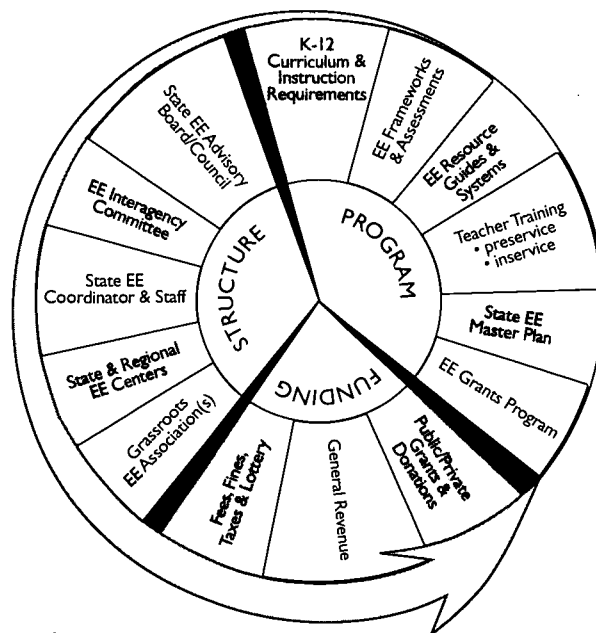 K-12
Curriculum &
Instruction
Requirements
EE Frameworks
& Assessments
EE Resource
Guides &
Systems
Teacher Training
• preservice
• inservice
State EE
Master Plan
EE Grants Program
Public/Private
Grants &
Donations
General Revenue
Fees, Fines,
Taxes & Lottery
Grassroots
EE Association(s)
State & Regional
EE Centers
State EE
Coordinator & Staff
EE Interagency
Committee
State EE Advisory
Board/Council
PROGRAM
FUNDING
STRUCTURE